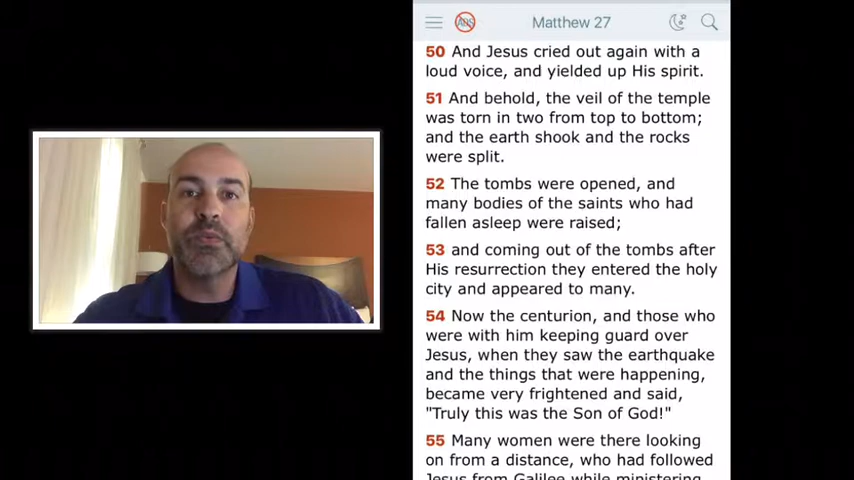 Matthew 27
50 And Jesus cried out again with a
loud voice, and yielded up His spirit.
51 And behold, the veil of the temple
was torn in two from top to bottom;
and the earth shook and the rocks
were split.
52 The tombs were opened, and
many bodies of the saints who had
fallen asleep were raised;
53 and coming out of the tombs after
His resurrection they entered the holy
city and appeared to many.
54 Now the centurion, and those who
were with him keeping guard over
Jesus, when they saw the earthquake
and the things that were happening,
became very frightened and said,
"Truly this was the Son of God!"
55 Many women were there looking
on from a distance, who had followed
Jesus from Galilee while ministering